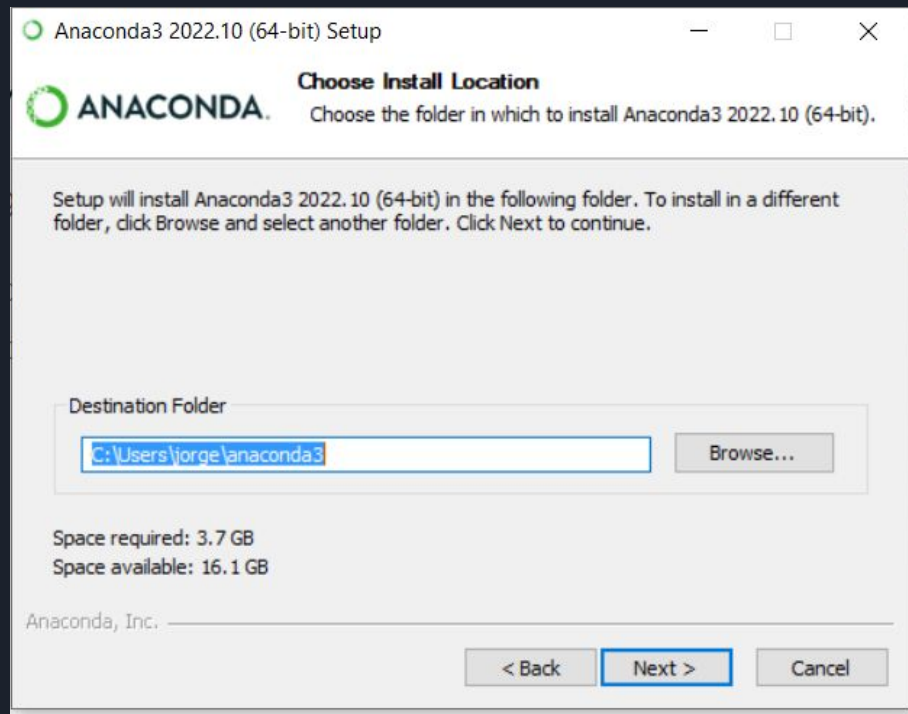 Anaconda3 2022.10 (64-bit) Setup
ANACONDA.
Choose Install Location
Choose the folder in which to install Anaconda3 2022.10 (64-bit).
Setup will install Anaconda3 2022.10 (64-bit) in the following folder. To install in a different
folder, click Browse and select another folder. Click Next to continue.
Destination Folder
C:\Users\jorge\anaconda3
Browse...
Space required: 3.7 GB
Space available: 16.1 GB
Anaconda, Inc.
< Back
Next >
Cancel